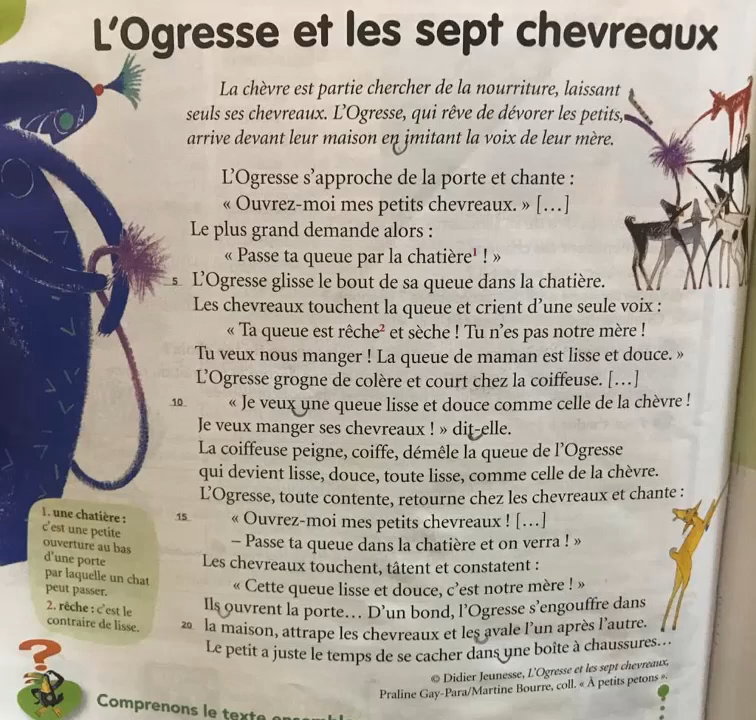 L'Ogresse et les sept chevreaux
La chèvre est partie chercher de la nourriture, laissant
seuls ses chevreaux. L'Ogresse, qui rêve de dévorer les petits,
arrive devant leur maison en imitant la voix de leur mère.
L'Ogresse s'approche de la porte et chante :
« Ouvrez-moi mes petits chevreaux. » […]
Le plus grand demande alors :
« Passe ta queue par la chatière¹ ! »
5 L'Ogresse glisse le bout de sa queue dans la chatière.
Les chevreaux touchent la queue et crient d'une seule voix :
« Ta queue est rêche² et sèche ! Tu n'es pas notre mère !
Tu veux nous manger ! La queue de maman est lisse et douce. »
L'Ogresse grogne de colère et court chez la coiffeuse. […]
10 « Je veux une queue lisse et douce comme celle de la chèvre !
Je veux manger ses chevreaux ! » dit-elle.
La coiffeuse peigne, coiffe, démêle la queue de l'Ogresse
qui devient lisse, douce, toute lisse, comme celle de la chèvre.
L'Ogresse, toute contente, retourne chez les chevreaux et chante :
15 « Ouvrez-moi mes petits chevreaux ! […]
– Passe ta queue dans la chatière et on verra ! »
Les chevreaux touchent, tâtent et constatent :
« Cette queue lisse et douce, c'est notre mère ! »
Ils ouvrent la porte… D'un bond, l'Ogresse s'engouffre dans
20 la maison, attrape les chevreaux et les avale l'un après l'autre.
Le petit a juste le temps de se cacher dans une boîte à chaussures…
© Didier Jeunesse, L'Ogresse et les sept chevreaux,
Praline Gay-Para/Martine Bourre, coll. « À petits petons ».
1. une chatière :
c'est une petite
ouverture au bas
d'une porte
par laquelle un chat
peut passer.
2. rêche : c'est le
contraire de lisse.
?
Comprenons le texte